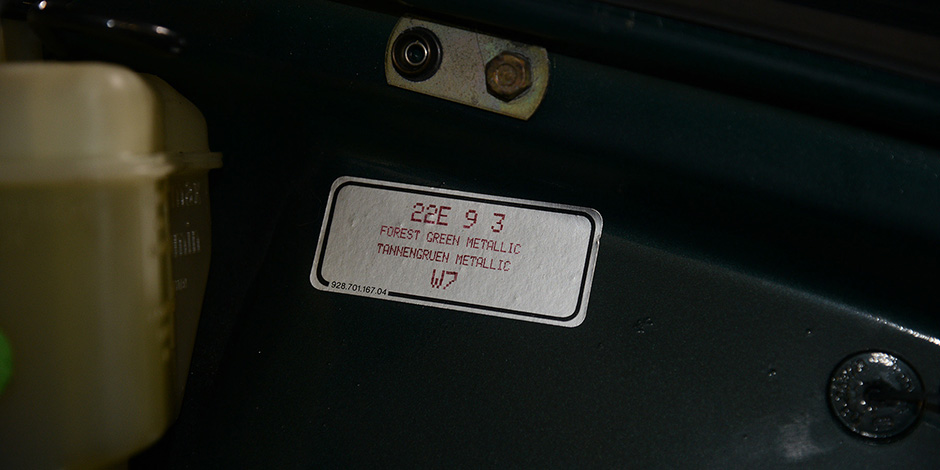 22E 9 3
FOREST GREEN METALLIC
TANNENGRUEN METALLIC
W7
928.701.167.04